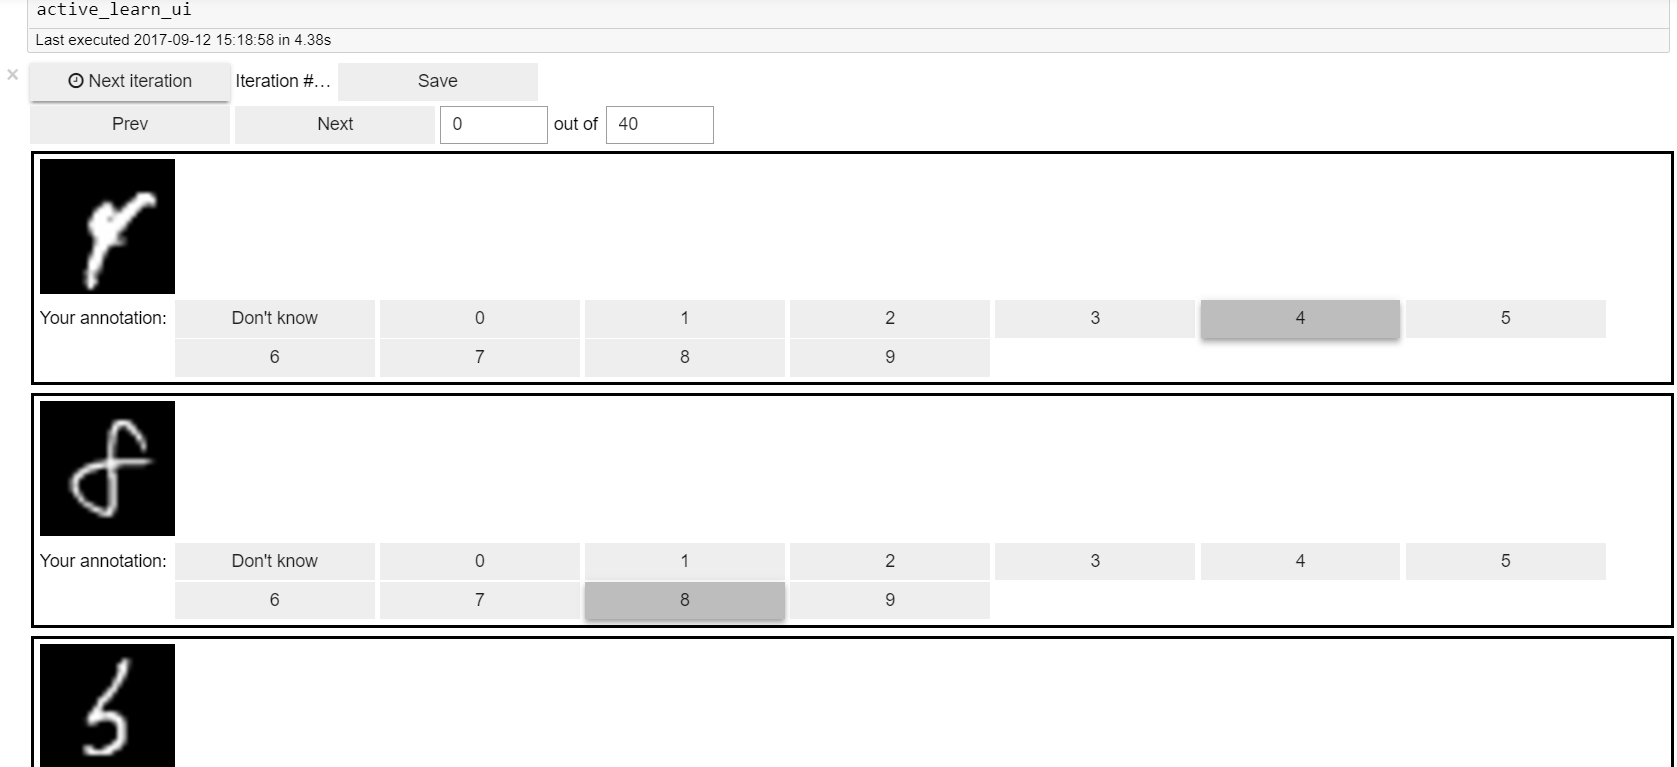 active_learn_ui
Last executed 2017-09-12 15:18:58 in 4.38s
× Next iteration Iteration #... Save
Prev Next 0 out of 40
Your annotation: Don't know 0 1 2 3 4 5
6 7 8 9
8
Your annotation: Don't know 0 1 2 3 4 5
6 7 8 9
5